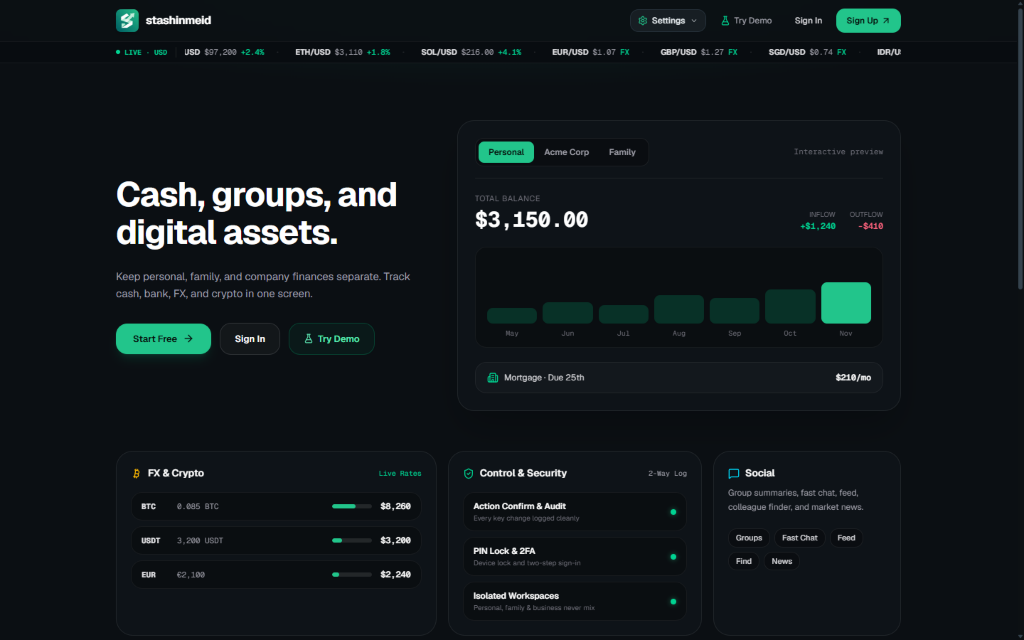 stashinmeid
Settings
Try Demo
Sign In
Sign Up
LIVE · USD
USD $97,200 +2.4%
ETH/USD $3,110 +1.8%
SOL/USD $216.00 +4.1%
EUR/USD $1.07 FX
GBP/USD $1.27 FX
SGD/USD $0.74 FX
IDR/US
Cash, groups, and
digital assets.
Keep personal, family, and company finances separate. Track
cash, bank, FX, and crypto in one screen.
Start Free
Sign In
Try Demo
Personal
Acme Corp
Family
Interactive preview
TOTAL BALANCE
$3,150.00
INFLOW
+$1,240
OUTFLOW
-$410
May
Jun
Jul
Aug
Sep
Oct
Nov
Mortgage · Due 25th
$210/mo
FX & Crypto
Live Rates
BTC 0.085 BTC $8,260
USDT 3,200 USDT $3,200
EUR €2,100 $2,240
Control & Security
2-Way Log
Action Confirm & Audit
Every key change logged cleanly
PIN Lock & 2FA
Device lock and two-step sign-in
Isolated Workspaces
Personal, family & business never mix
Social
Group summaries, fast chat, feed,
colleague finder, and market news.
Groups
Fast Chat
Feed
Find
News